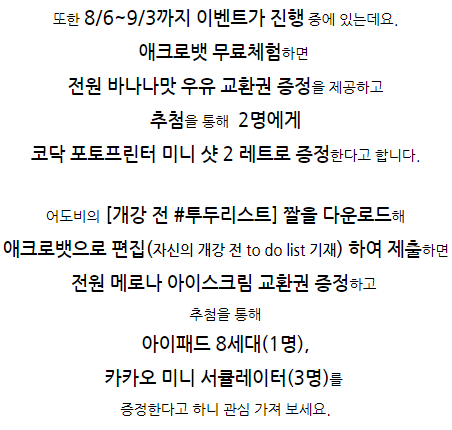 또한 8/6~9/3까지 이벤트가 진행 중에 있는데요.
애크로뱃 무료체험하면
전원 바나나맛 우유 교환권 증정을 제공하고
추첨을 통해 2명에게
코닥 포토프린터 미니 샷 2 레트로 증정한다고 합니다.
어도비의 [개강 전 #투두리스트] 짤을 다운로드해
애크로뱃으로 편집(자신의 개강 전 to do list 기재) 하여 제출하면
전원 메로나 아이스크림 교환권 증정하고
추첨을 통해
아이패드 8세대(1명),
카카오 미니 서큘레이터(3명)를
증정한다고 하니 관심 가져 보세요.